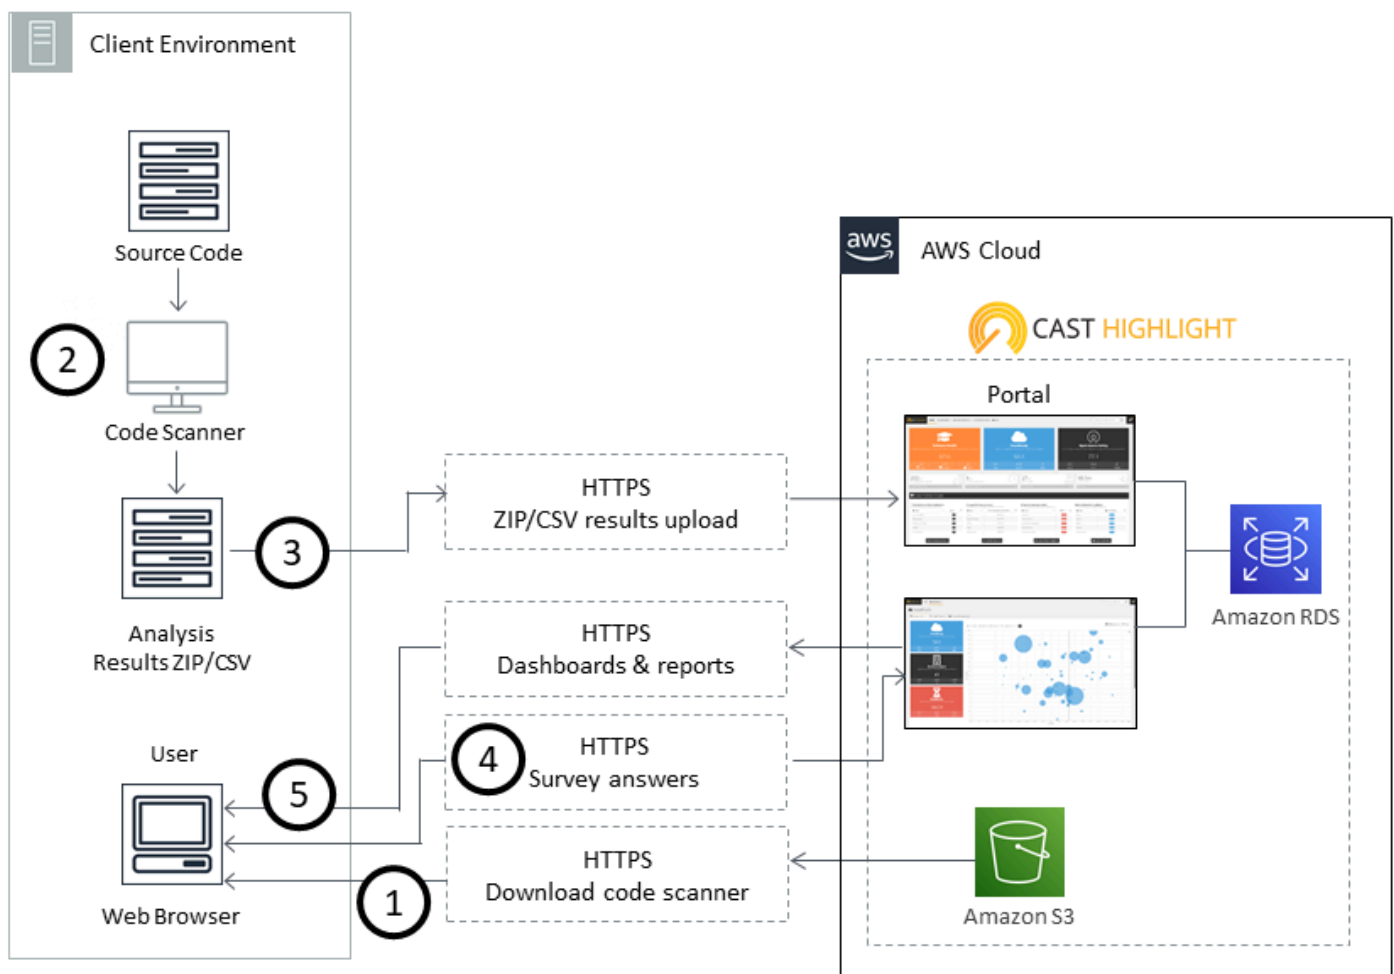 Client Environment
Source Code
2
Code Scanner
3
Analysis
Results ZIP/CSV
User
5
Web Browser
1
HTTPS
ZIP/CSV results upload
HTTPS
Dashboards & reports
4
HTTPS
Survey answers
HTTPS
Download code scanner
aws
AWS Cloud
CAST HIGHLIGHT
Portal
Amazon RDS
Amazon S3